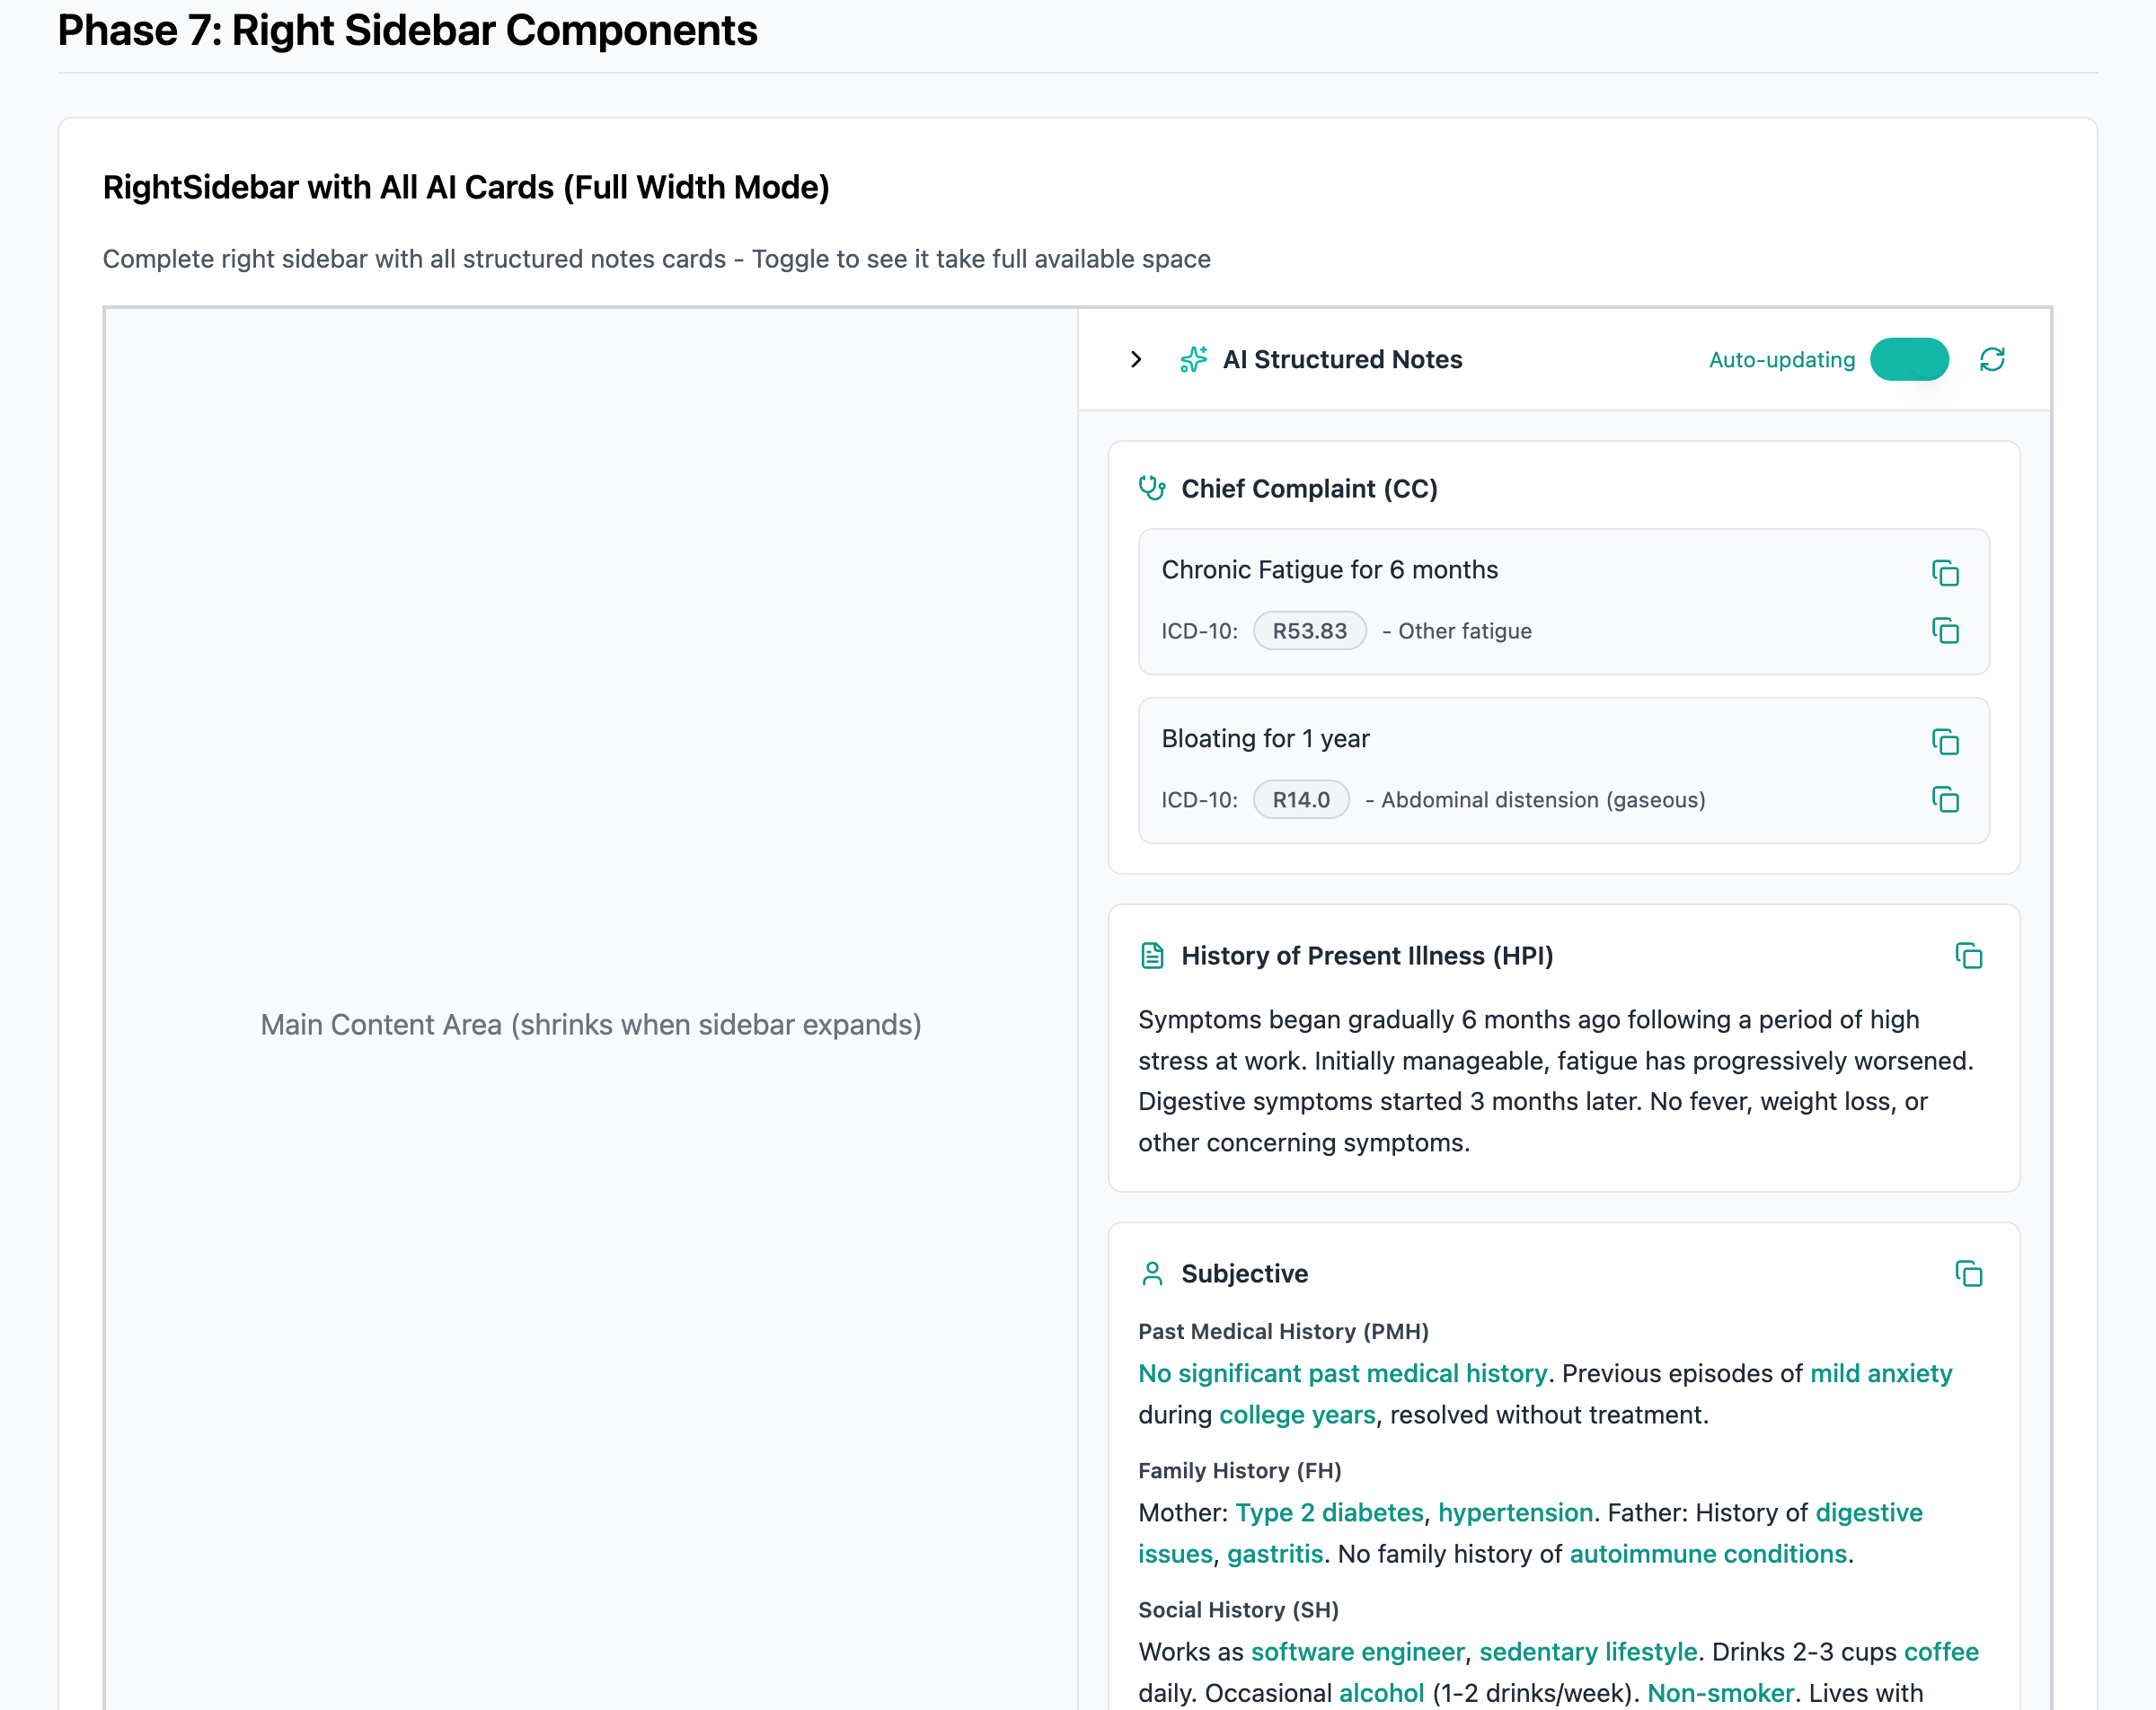 Phase 7: Right Sidebar Components
RightSidebar with All AI Cards (Full Width Mode)
Complete right sidebar with all structured notes cards - Toggle to see it take full available space
Main Content Area (shrinks when sidebar expands)
AI Structured Notes
Auto-updating
Chief Complaint (CC)
Chronic Fatigue for 6 months
ICD-10: R53.83 - Other fatigue
Bloating for 1 year
ICD-10: R14.0 - Abdominal distension (gaseous)
History of Present Illness (HPI)
Symptoms began gradually 6 months ago following a period of high
stress at work. Initially manageable, fatigue has progressively worsened.
Digestive symptoms started 3 months later. No fever, weight loss, or
other concerning symptoms.
Subjective
Past Medical History (PMH)
No significant past medical history. Previous episodes of mild anxiety
during college years, resolved without treatment.
Family History (FH)
Mother: Type 2 diabetes, hypertension. Father: History of digestive
issues, gastritis. No family history of autoimmune conditions.
Social History (SH)
Works as software engineer, sedentary lifestyle. Drinks 2-3 cups coffee
daily. Occasional alcohol (1-2 drinks/week). Non-smoker. Lives with